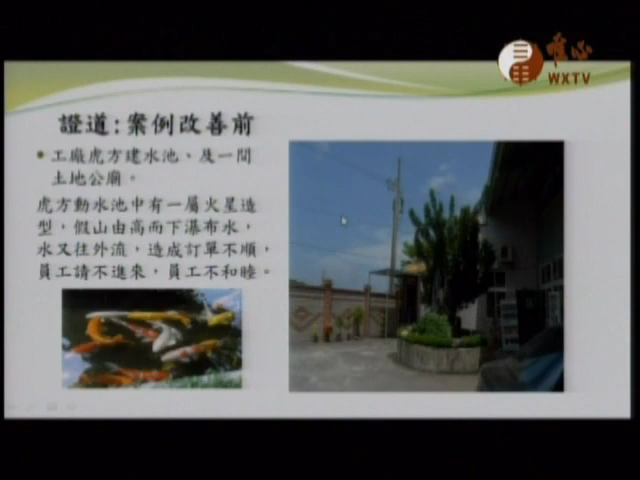 唯心
WXTV
證道:案例改善前
• 工廠虎方建水池、及一間
土地公廟。
虎方動水池中有一屬火星造
型，假山由高而下瀑布水，
水又往外流，造成訂單不順，
員工請不進來，員工不和睦。